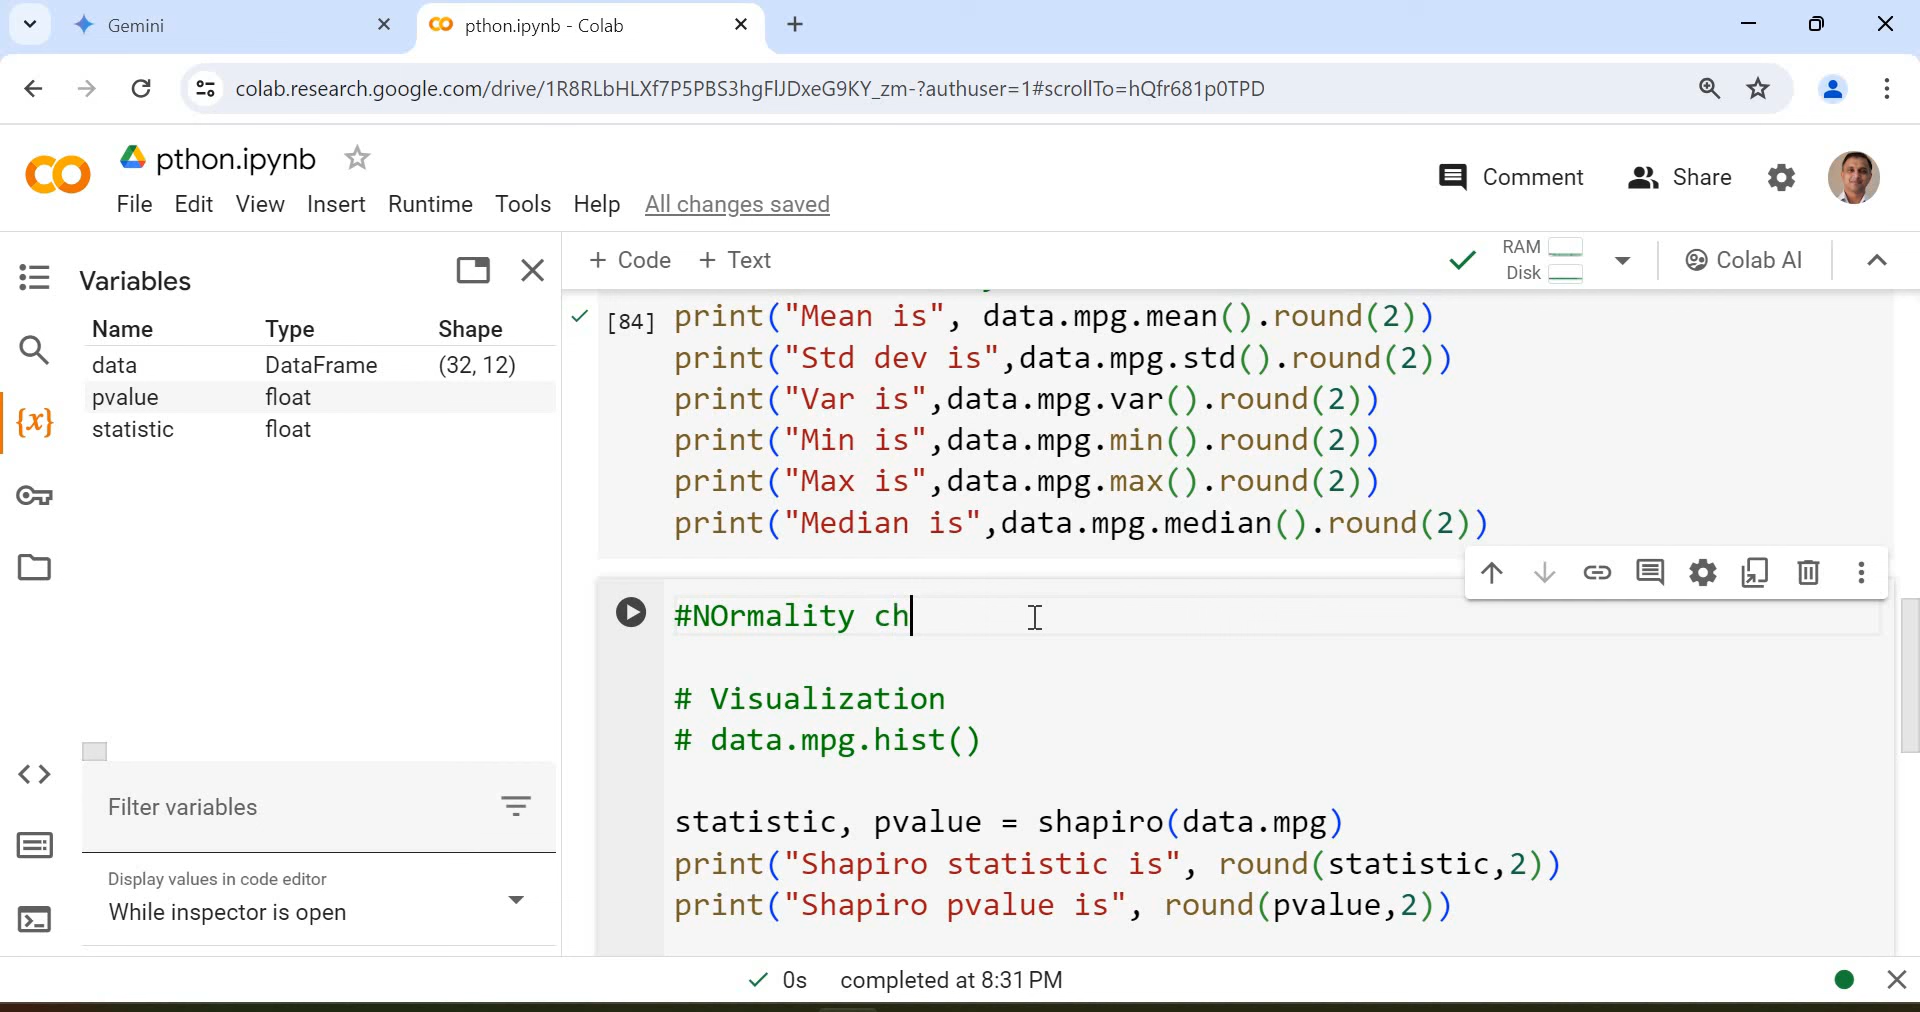 Gemini
pthon.ipynb - Colab
colab.research.google.com/drive/1R8RLbHLXf7P5PBS3hgFlJDxeG9KY_zm-?authuser=1#scrollTo=hQfr681p0TPD
pthon.ipynb
File Edit View Insert Runtime Tools Help All changes saved
Comment Share
Variables
Name Type Shape
data DataFrame (32, 12)
pvalue float
statistic float
Filter variables
Display values in code editor
While inspector is open
+ Code + Text
RAM
Disk
Colab AI
[84] print("Mean is", data.mpg.mean().round(2))
print("Std dev is",data.mpg.std().round(2))
print("Var is",data.mpg.var().round(2))
print("Min is",data.mpg.min().round(2))
print("Max is",data.mpg.max().round(2))
print("Median is",data.mpg.median().round(2))
#NOrmality ch
# Visualization
# data.mpg.hist()
statistic, pvalue = shapiro(data.mpg)
print("Shapiro statistic is", round(statistic,2))
print("Shapiro pvalue is", round(pvalue,2))
0s completed at 8:31 PM